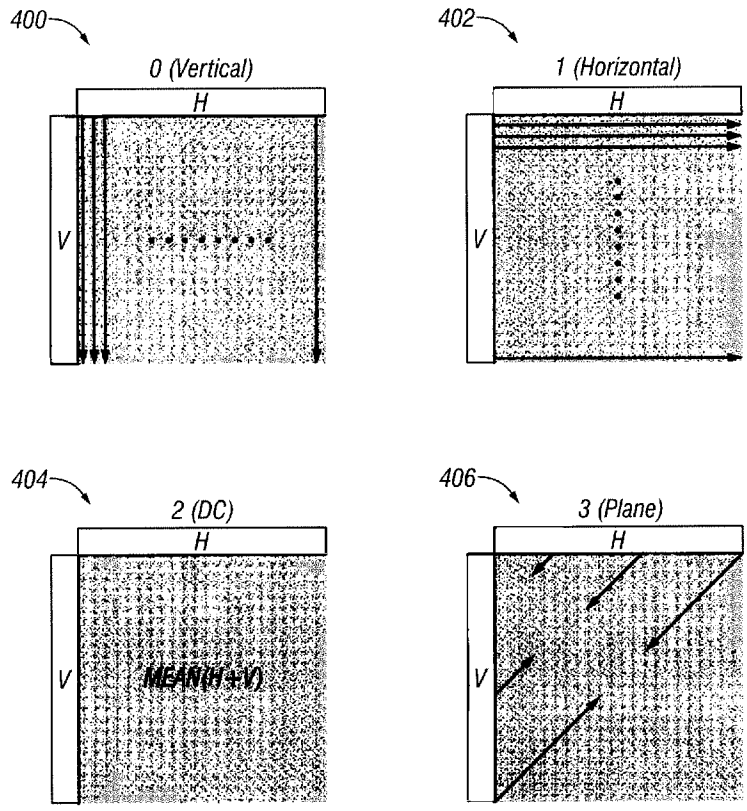 400
0 (Vertical)
H
V
402
1 (Horizontal)
H
V
404
2 (DC)
H
V
MEAN(H+V)
406
3 (Plane)
H
V